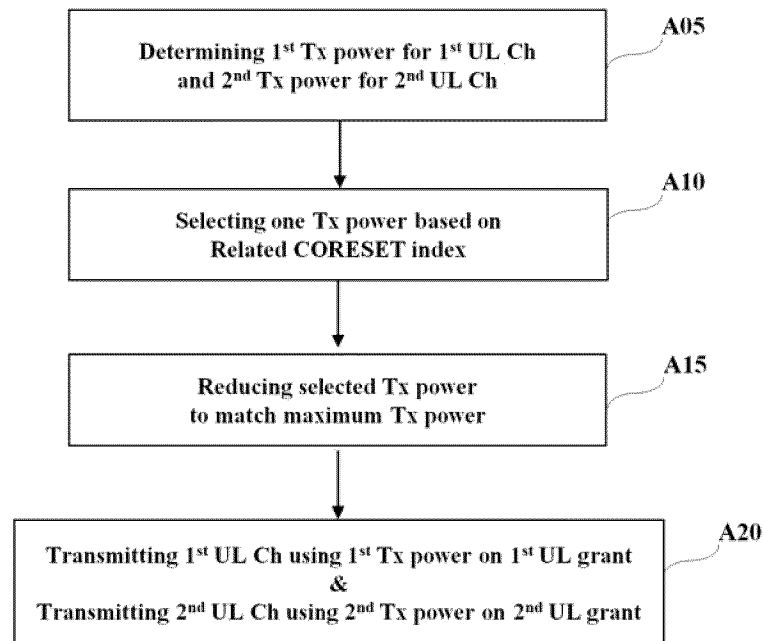 A05
Determining 1st Tx power for 1st UL Ch
and 2nd Tx power for 2nd UL Ch
A10
Selecting one Tx power based on
Related CORESET index
A15
Reducing selected Tx power
to match maximum Tx power
A20
Transmitting 1st UL Ch using 1st Tx power on 1st UL grant
&
Transmitting 2nd UL Ch using 2nd Tx power on 2nd UL grant